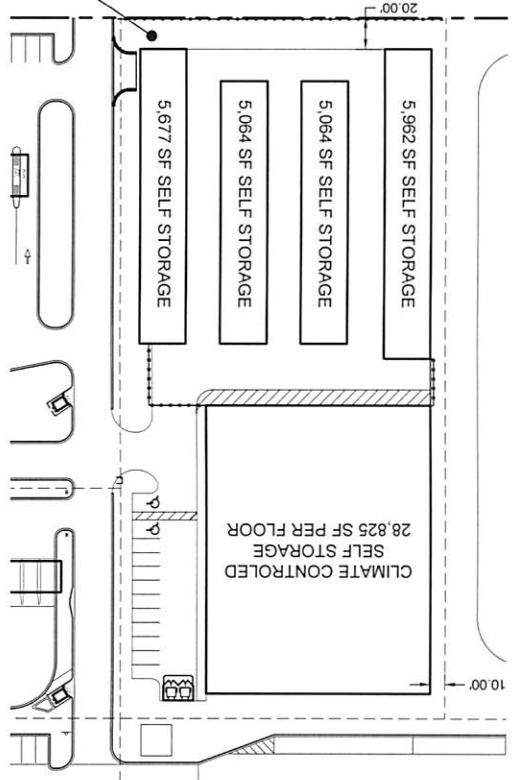 20.00'
5,677 SF SELF STORAGE
5,064 SF SELF STORAGE
5,064 SF SELF STORAGE
5,962 SF SELF STORAGE
CLIMATE CONTROLED
SELF STORAGE
28,825 SF PER FLOOR
10.00'